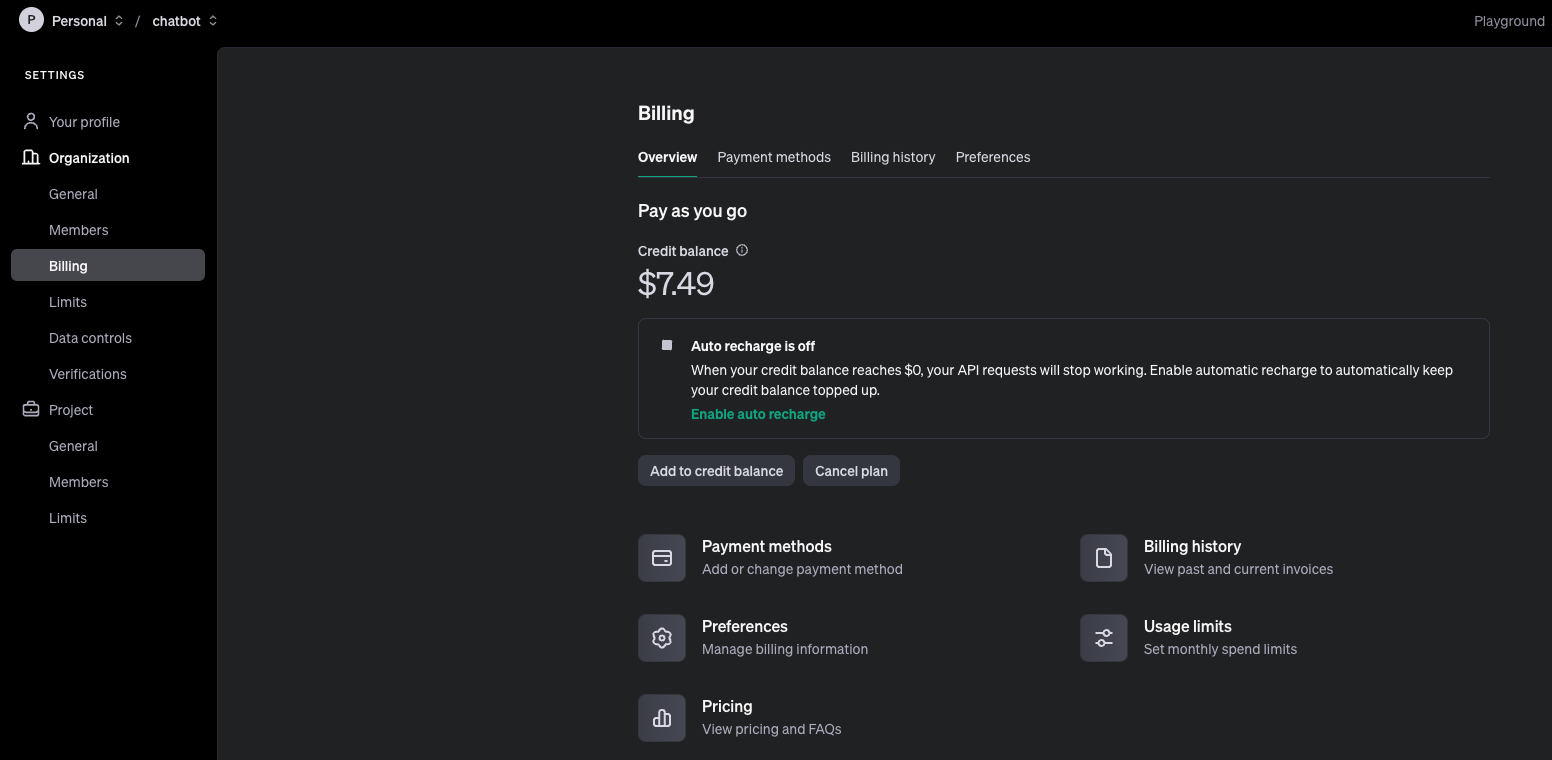 P Personal / chatbot
Playground
SETTINGS
Your profile
Organization
General
Members
Billing
Limits
Data controls
Verifications
Project
General
Members
Limits
Billing
Overview Payment methods Billing history Preferences
Pay as you go
Credit balance
$7.49
Auto recharge is off
When your credit balance reaches $0, your API requests will stop working. Enable automatic recharge to automatically keep
your credit balance topped up.
Enable auto recharge
Add to credit balance Cancel plan
Payment methods
Add or change payment method
Billing history
View past and current invoices
Preferences
Manage billing information
Usage limits
Set monthly spend limits
Pricing
View pricing and FAQs